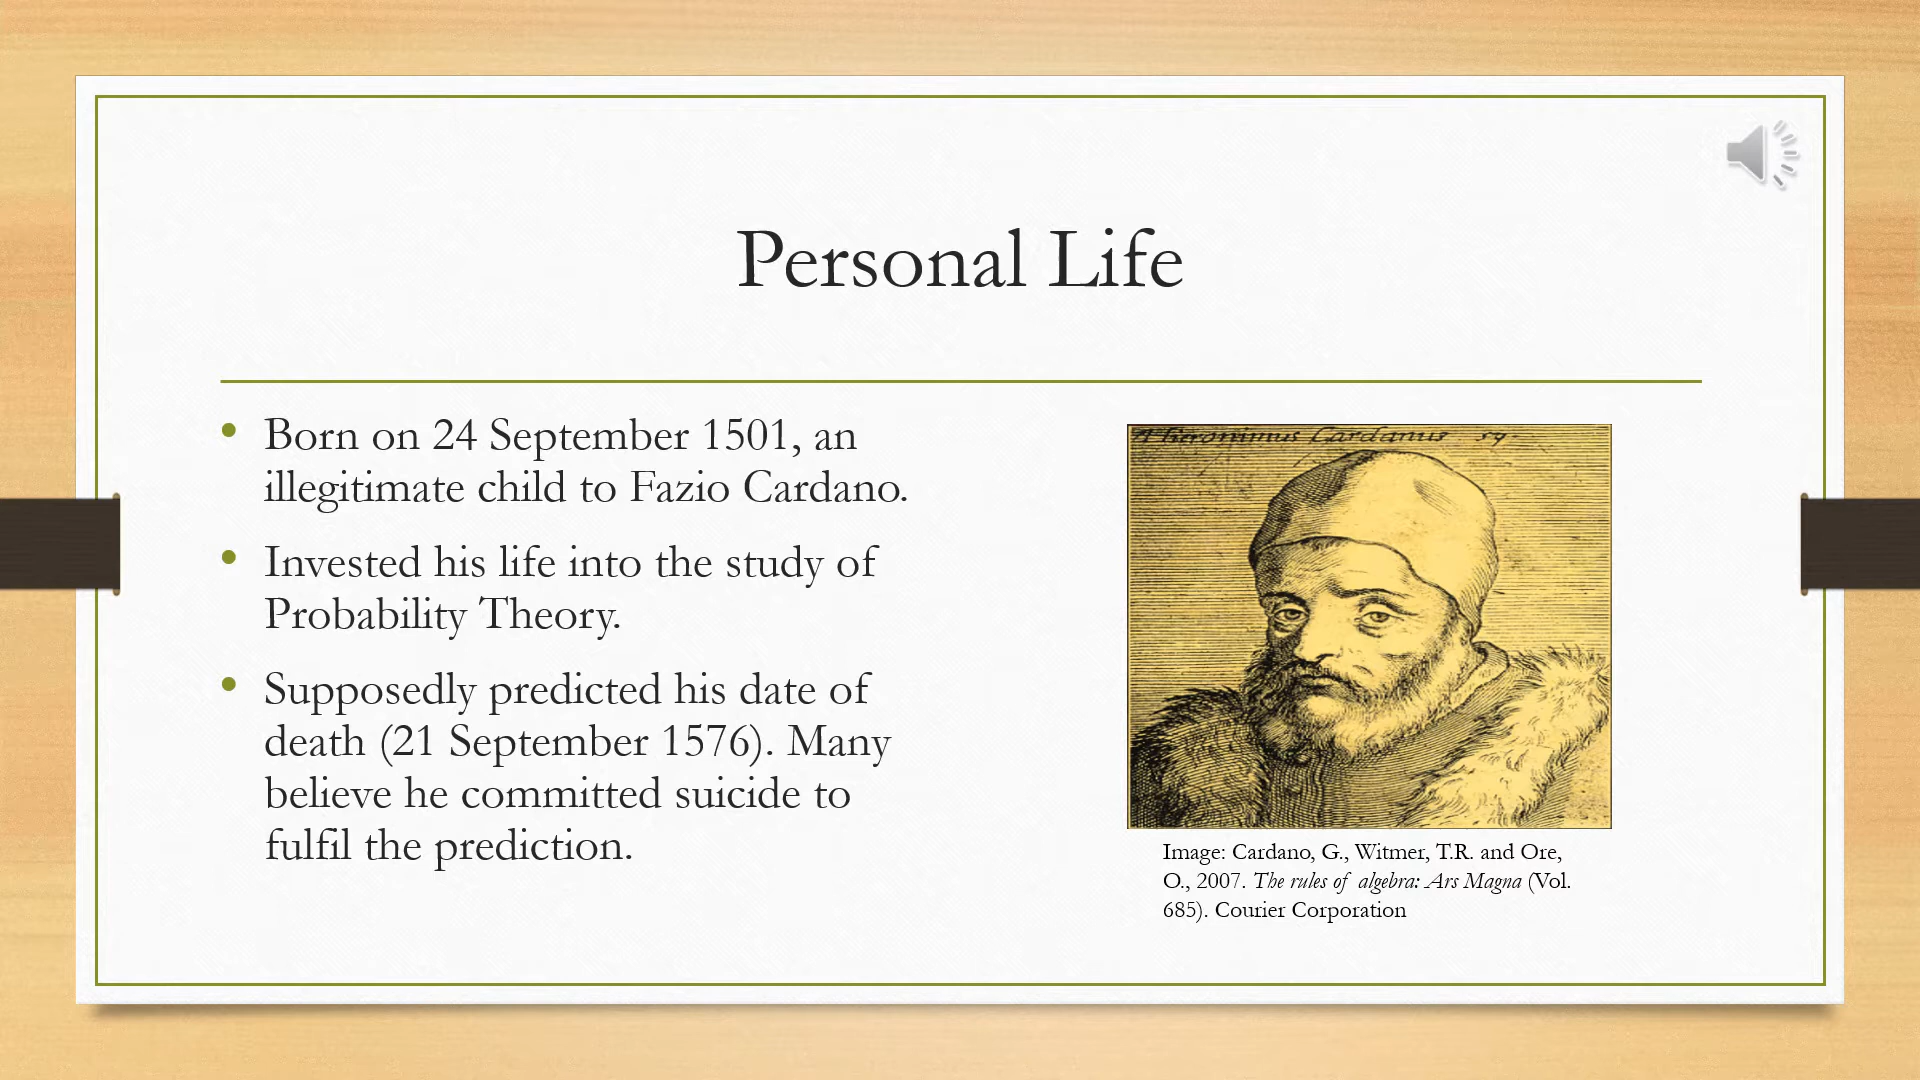 Personal Life
• Born on 24 September 1501, an
illegitimate child to Fazio Cardano.
• Invested his life into the study of
Probability Theory.
• Supposedly predicted his date of
death (21 September 1576). Many
believe he committed suicide to
fulfil the prediction.
Hieronimus Cardanus
Image: Cardano, G., Witmer, T.R. and Ore,
O., 2007. The rules of algebra: Ars Magna (Vol.
685). Courier Corporation